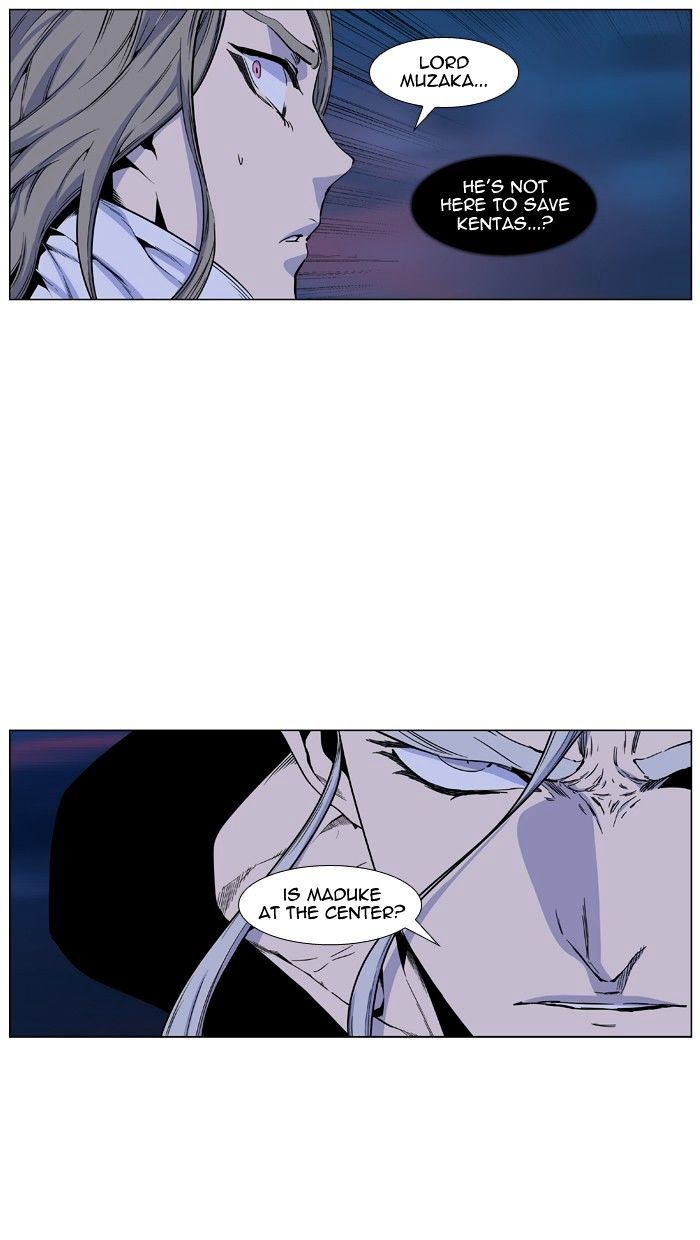 LORD
MUZAKA...
HE'S NOT
HERE TO SAVE
KENTAS...?
IS MADUKE
AT THE CENTER?